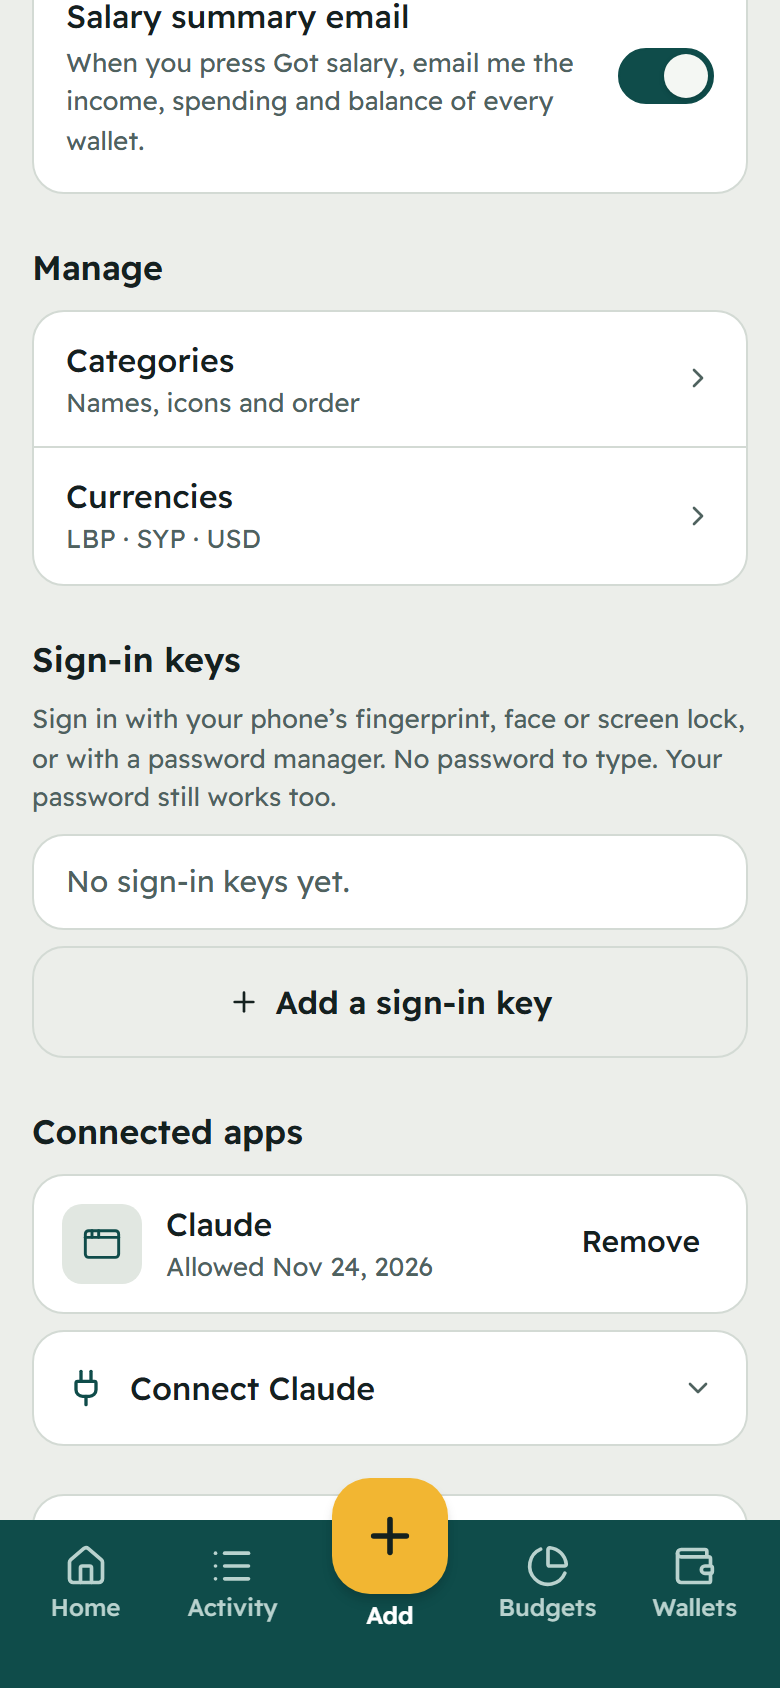 Salary summary email
When you press Got salary, email me the
income, spending and balance of every
wallet.
Manage
Categories
Names, icons and order
Currencies
LBP · SYP · USD
Sign-in keys
Sign in with your phone’s fingerprint, face or screen lock,
or with a password manager. No password to type. Your
password still works too.
No sign-in keys yet.
Add a sign-in key
Connected apps
Claude
Allowed Nov 24, 2026
Remove
Connect Claude
Home
Activity
Add
Budgets
Wallets